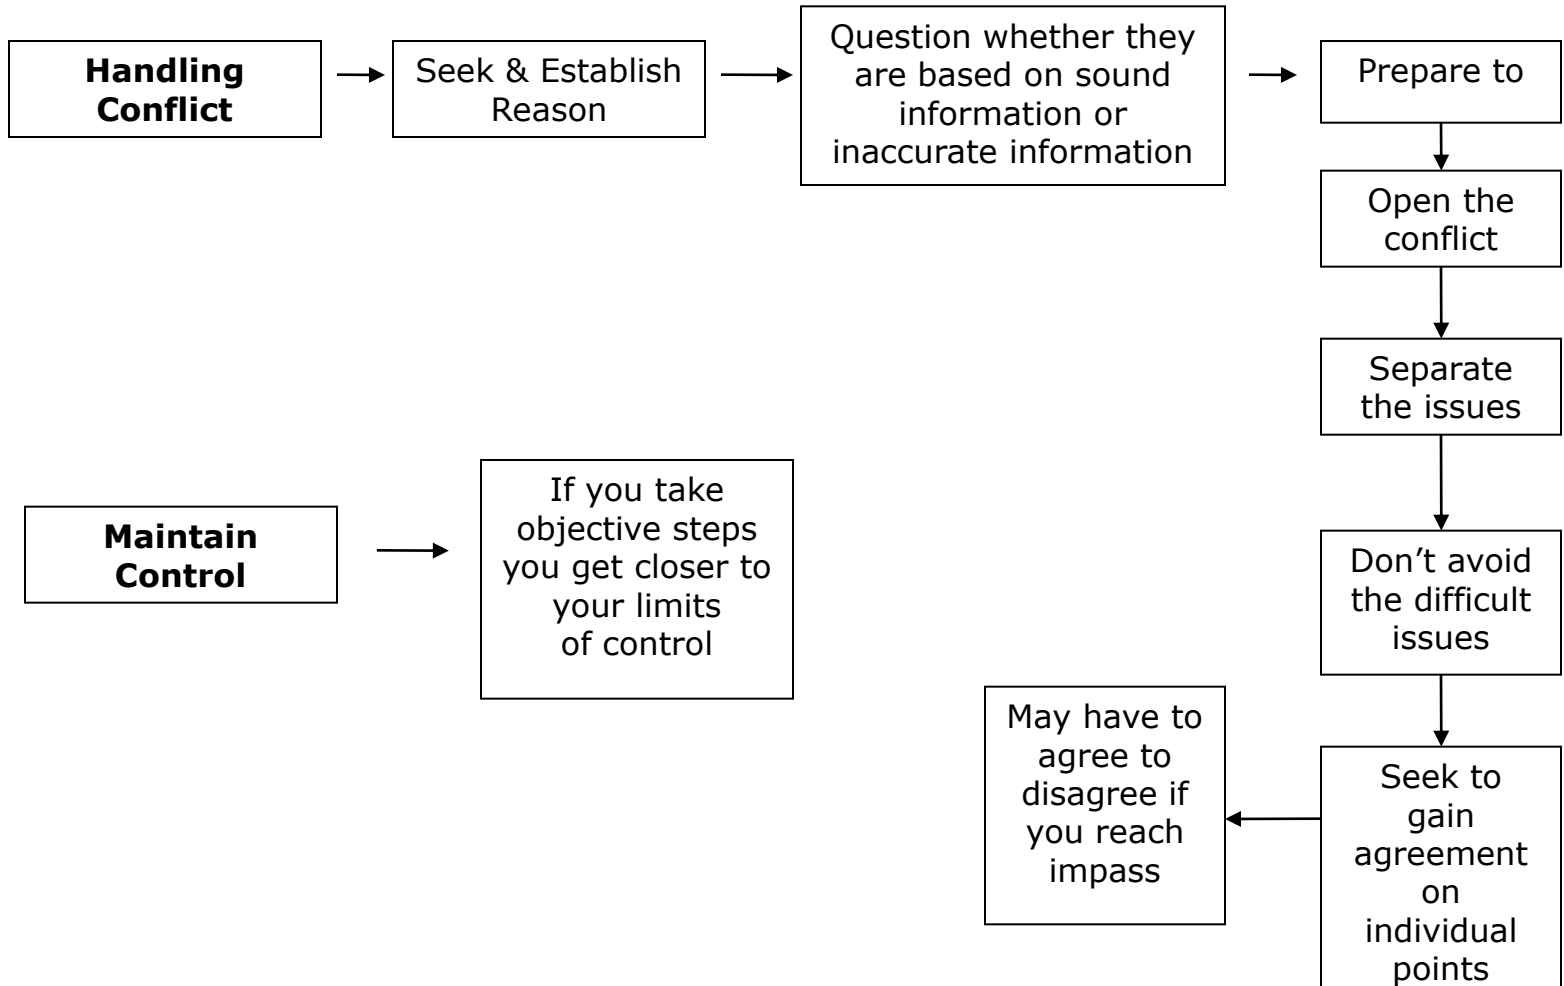 Handling
Conflict
Seek & Establish
Reason
Question whether they
are based on sound
information or
inaccurate information
Prepare to
Open the
conflict
Separate
the issues
Don’t avoid
the difficult
issues
Seek to
gain
agreement
on
individual
points
May have to
agree to
disagree if
you reach
impass
Maintain
Control
If you take
objective steps
you get closer to
your limits
of control